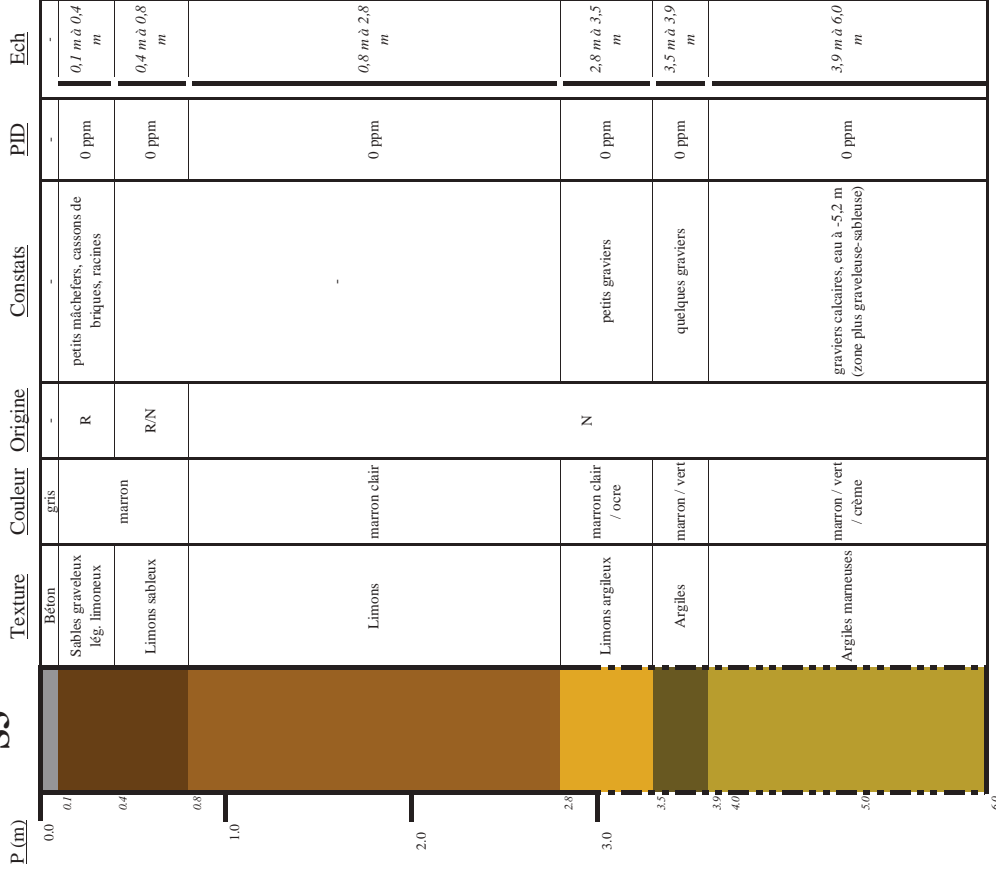 P (m) Texture Couleur Origine Constats PID Ech
0.0 Béton gris - - - -
0.1 Sables graveleux
lég. limoneux
marron
R
petits mâchefers, cassons de
briques, racines
0 ppm
0,1 m à 0,4
m
0.4 Limons sableux
R/N
-
0 ppm
0,4 m à 0,8
m
0.8
1.0
2.0
Limons
marron clair
N
0 ppm
0,8 m à 2,8
m
2.8
3.0
Limons argileux
marron clair
/ ocre
petits graviers
0 ppm
2,8 m à 3,5
m
3.5
Argiles
marron / vert
quelques graviers
0 ppm
3,5 m à 3,9
m
3.9
4.0
5.0
Argiles marneuses
marron / vert
/ crème
graviers calcaires, eau à -5,2 m
(zone plus graveleuse-sableuse)
0 ppm
3,9 m à 6,0
m